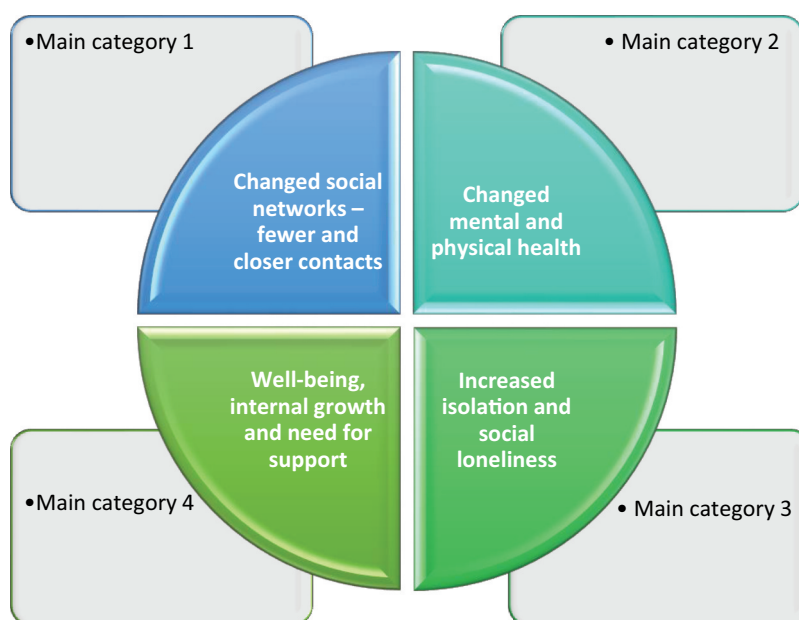 •Main category 1
• Main category 2
Changed social
networks –
fewer and
closer contacts
Changed
mental and
physical health
Well-being,
internal growth
and need for
support
Increased
isolation and
social
loneliness
•Main category 4
• Main category 3